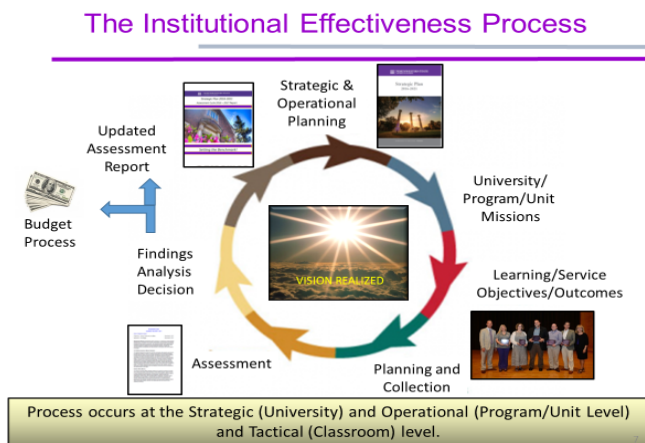 The Institutional Effectiveness Process
Strategic &
Operational
Planning
Strategic Plan
Updated
Assessment
Report
University/
Program/Unit
Missions
Budget
Process
Findings
Analysis
Decision
VISION REALIZED
Learning/Service
Objectives/Outcomes
Assessment
Planning and
Collection
Process occurs at the Strategic (University) and Operational (Program/Unit Level)
and Tactical (Classroom) level.